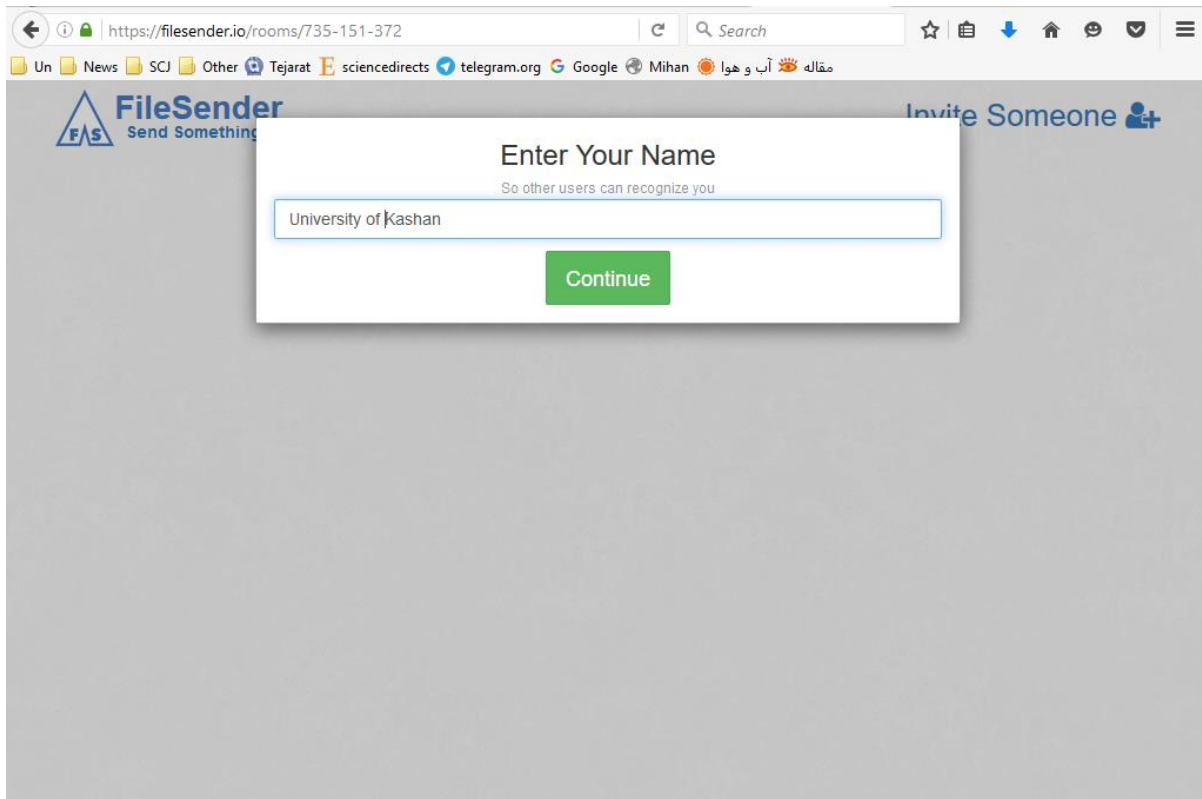 https://filesender.io/rooms/735-151-372 Search
Un News SCJ Other Tejarat E sciencedirects telegram.org G Google Mihan آب و هوا مقاله
FileSender
Send Something
FAS
Invite Someone
Enter Your Name
So other users can recognize you
University of Kashan
Continue